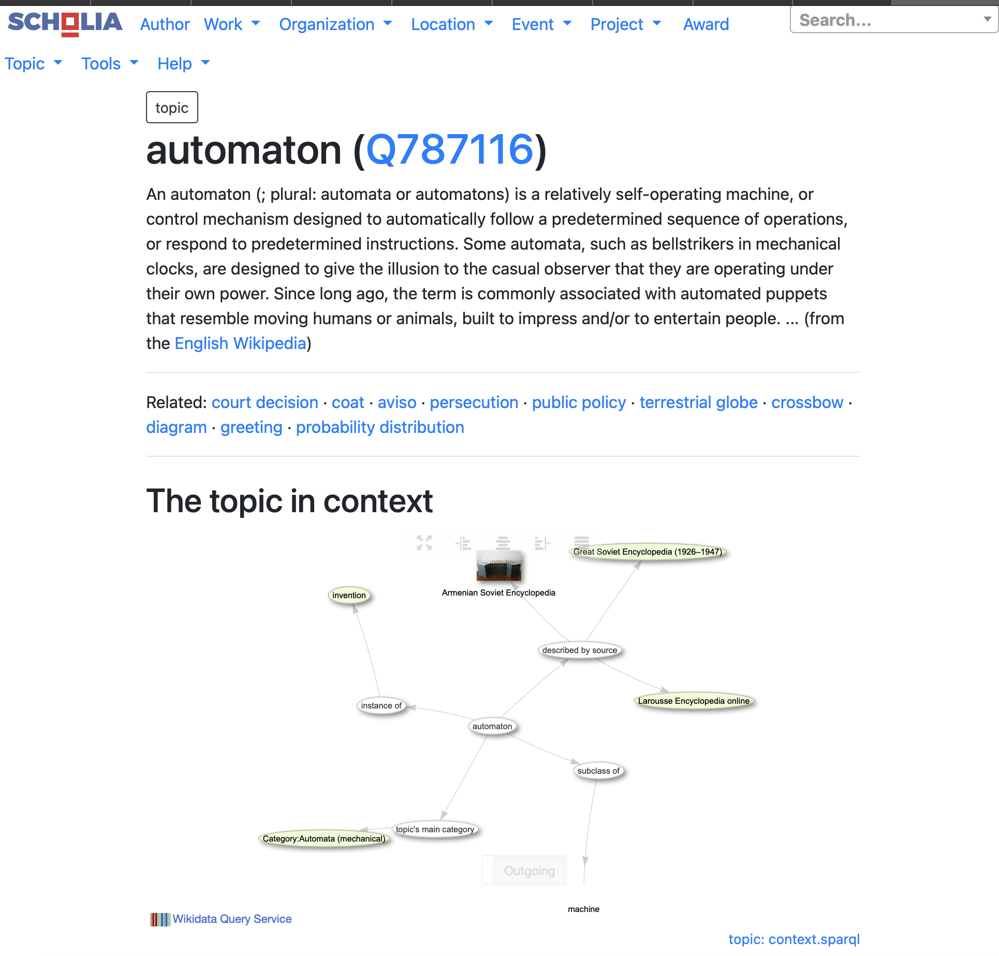 SCHOLIA Author Work Organization Location Event Project Award Search...
Topic Tools Help
topic
automaton (Q787116)
An automaton (; plural: automata or automatons) is a relatively self-operating machine, or
control mechanism designed to automatically follow a predetermined sequence of operations,
or respond to predetermined instructions. Some automata, such as bellstrikers in mechanical
clocks, are designed to give the illusion to the casual observer that they are operating under
their own power. Since long ago, the term is commonly associated with automated puppets
that resemble moving humans or animals, built to impress and/or to entertain people. ... (from
the English Wikipedia)
Related: court decision · coat · aviso · persecution · public policy · terrestrial globe · crossbow ·
diagram · greeting · probability distribution
The topic in context
Great Soviet Encyclopedia (1926–1947)
Armenian Soviet Encyclopedia
invention
described by source
Larousse Encyclopedia online
instance of
automaton
subclass of
topic's main category
Category:Automata (mechanical)
Outgoing
machine
Wikidata Query Service
topic: context.sparql